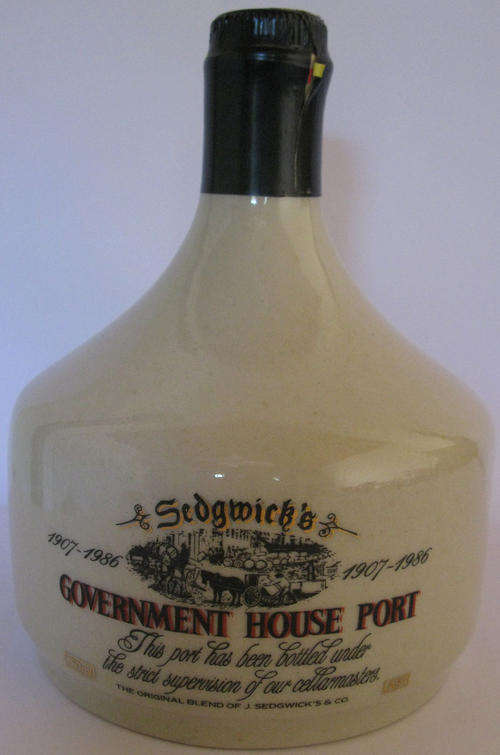 Sedgwick's
1907-1986 1907-1986
GOVERNMENT HOUSE PORT
This port has been bottled under
the strict supervision of our cellarmasters.
THE ORIGINAL BLEND OF J. SEDGWICK'S & CO.